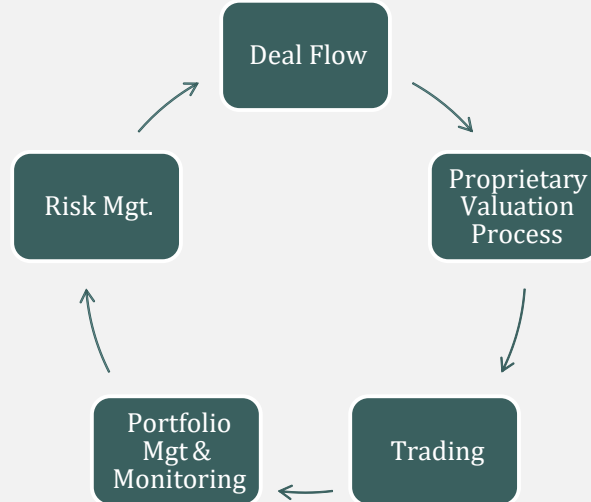 Deal Flow
Proprietary
Valuation
Process
Trading
Portfolio
Mgt &
Monitoring
Risk Mgt.